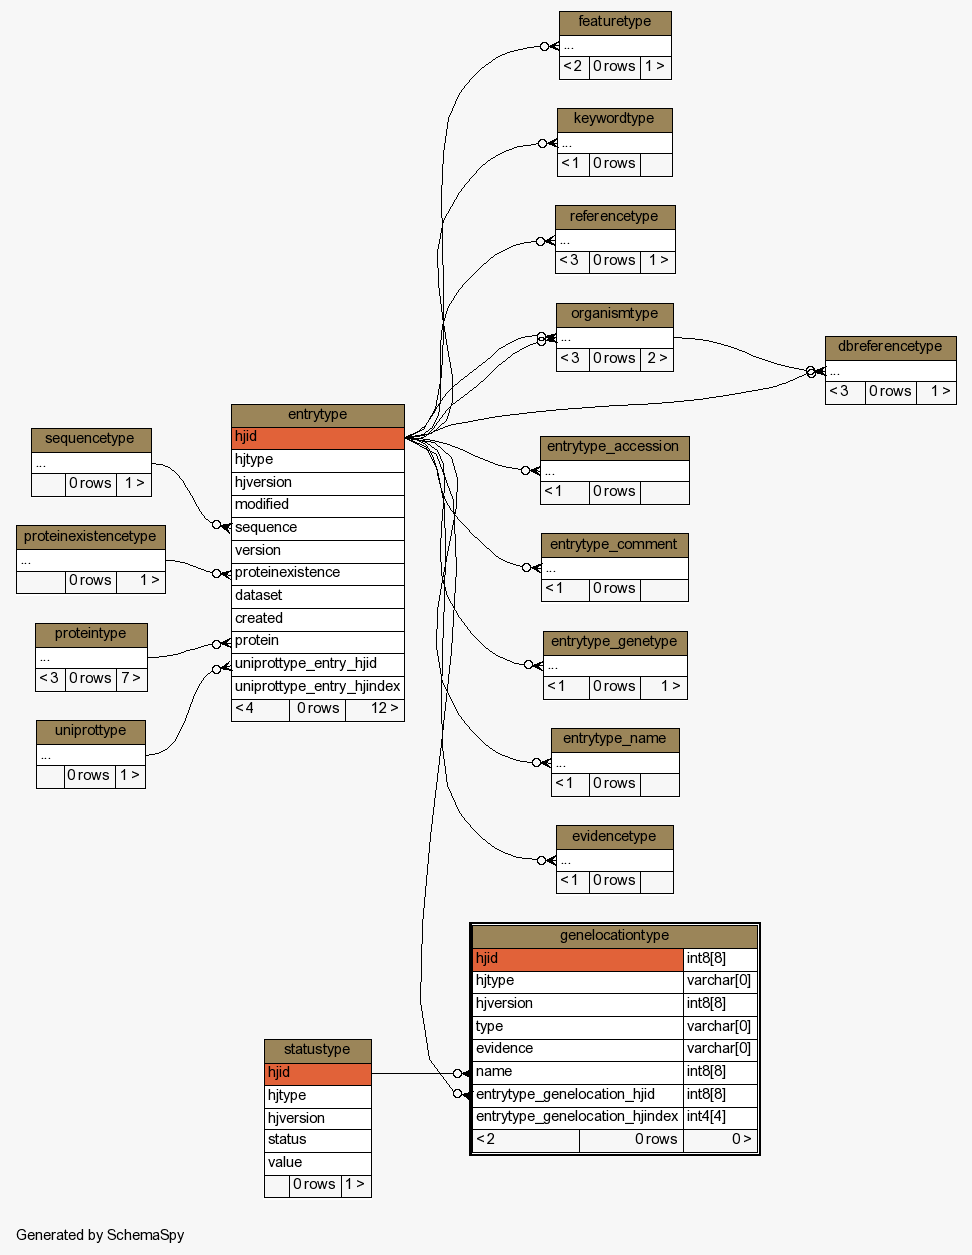 featuretype
...
< 2 0 rows 1 >
keywordtype
...
< 1 0 rows
referencetype
...
< 3 0 rows 1 >
organismtype
...
< 3 0 rows 2 >
dbreferencetype
...
< 3 0 rows 1 >
entrytype
hjid
hjtype
hjversion
modified
sequence
version
proteinexistence
dataset
created
protein
uniprottype_entry_hjid
uniprottype_entry_hjindex
< 4 0 rows 12 >
sequencetype
...
0 rows 1 >
proteinexistencetype
...
0 rows 1 >
proteintype
...
< 3 0 rows 7 >
uniprottype
...
0 rows 1 >
entrytype_accession
...
< 1 0 rows
entrytype_comment
...
< 1 0 rows
entrytype_genetype
...
< 1 0 rows 1 >
entrytype_name
...
< 1 0 rows
evidencetype
...
< 1 0 rows
genelocationtype
hjid int8[8]
hjtype varchar[0]
hjversion int8[8]
type varchar[0]
evidence varchar[0]
name int8[8]
entrytype_genelocation_hjid int8[8]
entrytype_genelocation_hjindex int4[4]
< 2 0 rows 0 >
statustype
hjid
hjtype
hjversion
status
value
0 rows 1 >
Generated by SchemaSpy